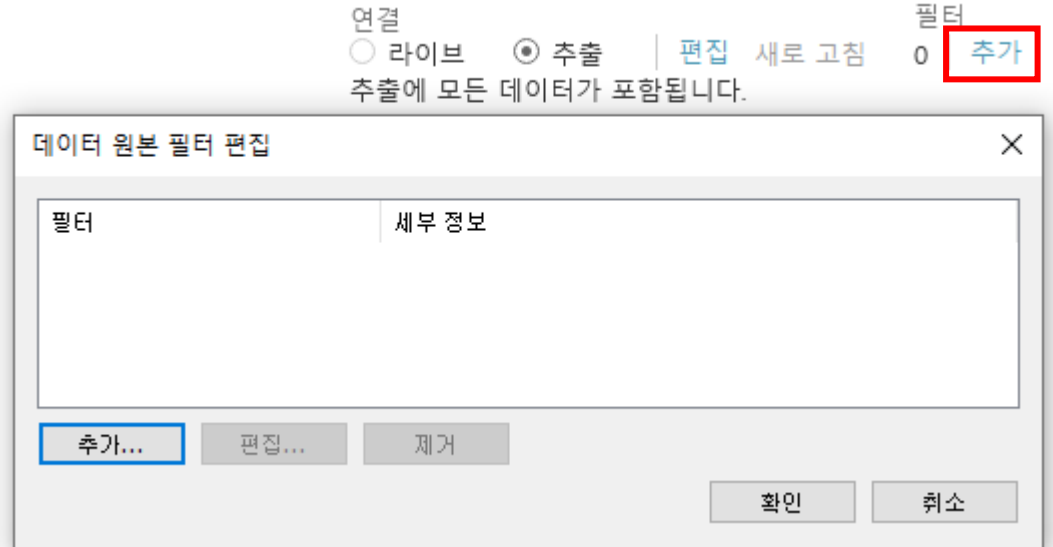 연결 필터
라이브 추출 편집 새로 고침 0 추가
추출에 모든 데이터가 포함됩니다.
데이터 원본 필터 편집
필터 세부 정보
추가... 편집... 제거
확인 취소